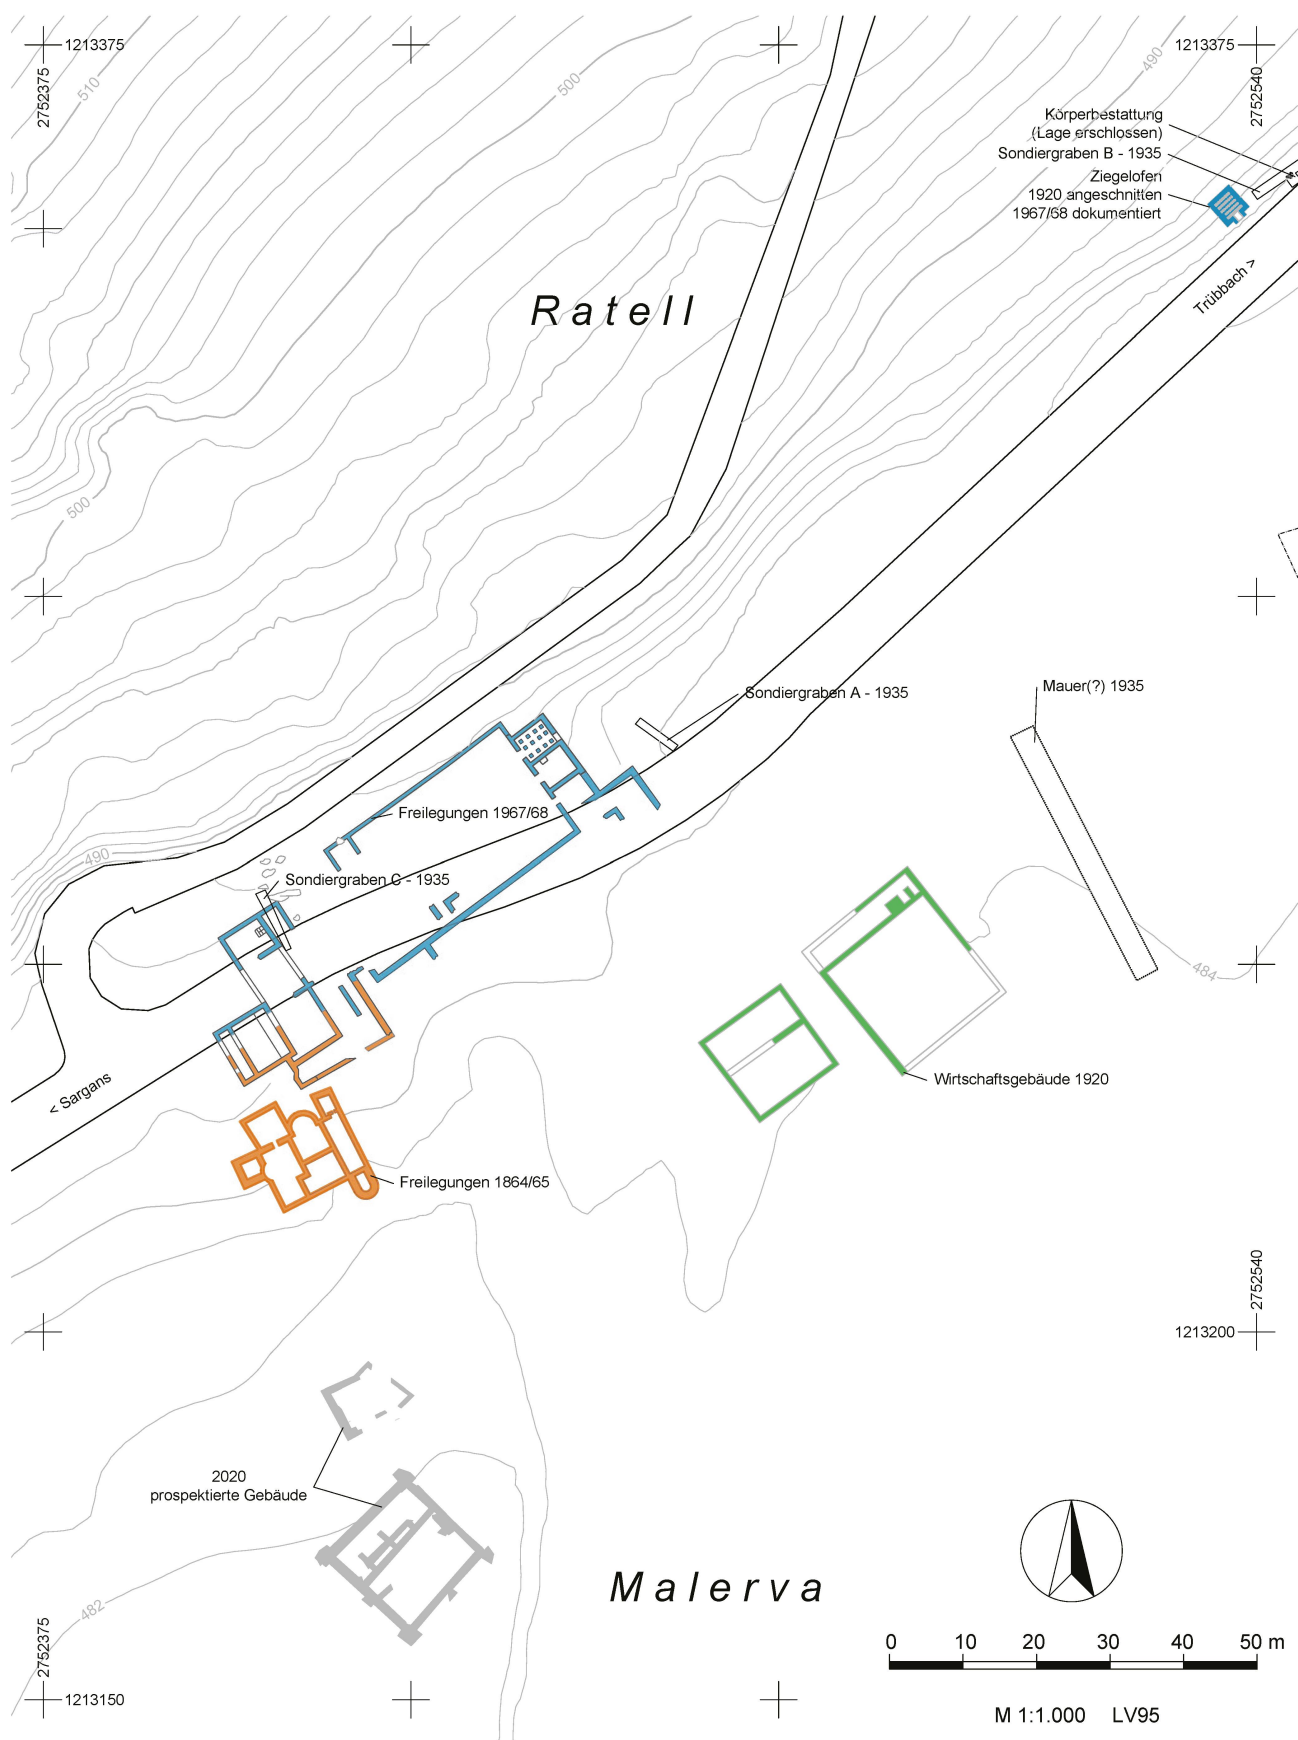 1213375
1213375
2752375
2752540
510
500
490
Körperbestattung
(Lage erschlossen)
Sondiergraben B - 1935
Ziegelofen
1920 angeschnitten
1967/68 dokumentiert
Trübbach >
Ratell
500
Sondiergraben A - 1935
Mauer(?) 1935
Freilegungen 1967/68
490
Sondiergraben C - 1935
484
< Sargans
Wirtschaftsgebäude 1920
Freilegungen 1864/65
2752540
1213200
2020
prospektierte Gebäude
Malerva
482
2752375
1213150
0 10 20 30 40 50 m
M 1:1.000 LV95